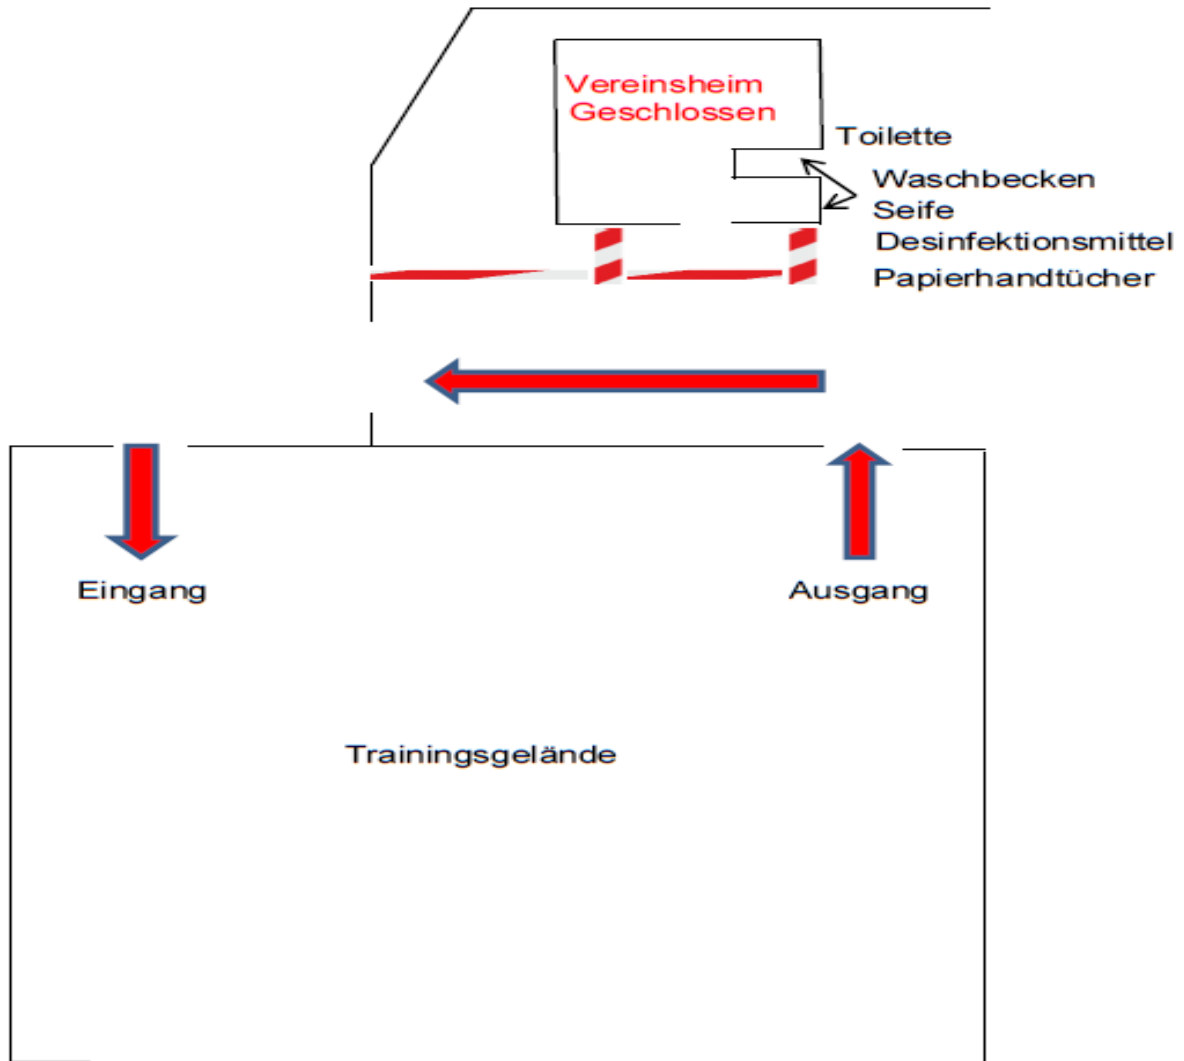 Vereinsheim
Geschlossen
Toilette
Waschbecken
Seife
Desinfektionsmittel
Papierhandtücher
Eingang
Ausgang
Trainingsgelände